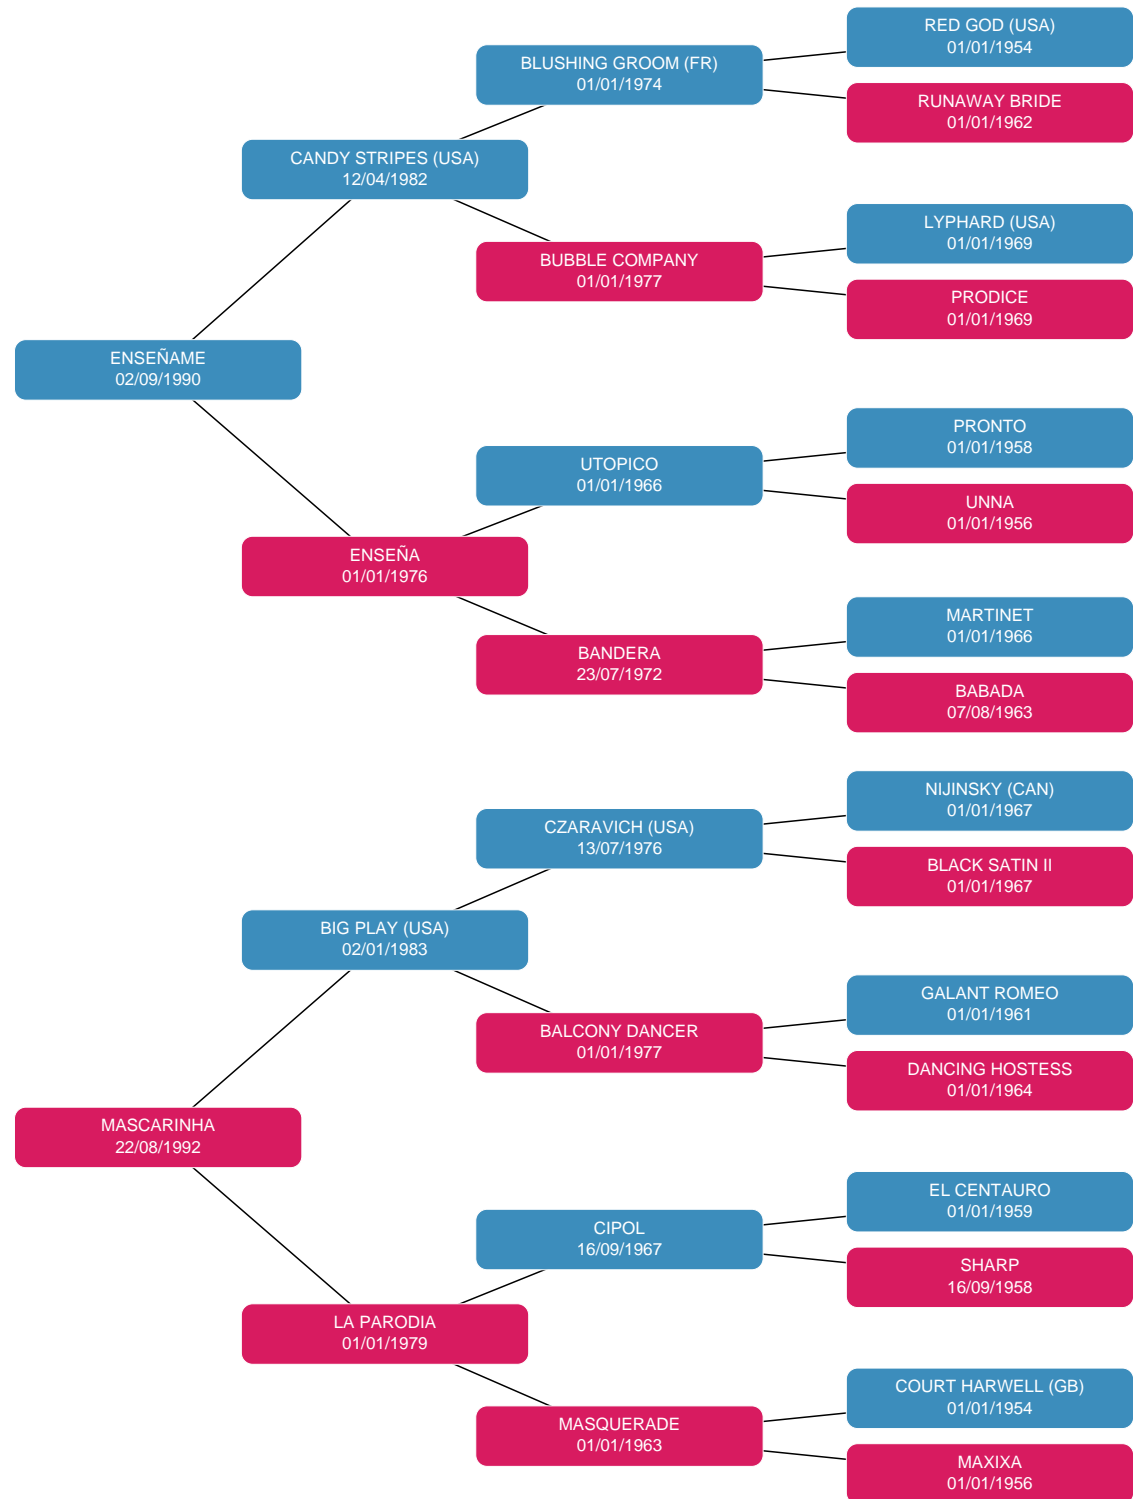 RED GOD (USA)
01/01/1954
BLUSHING GROOM (FR)
01/01/1974
RUNAWAY BRIDE
01/01/1962
CANDY STRIPES (USA)
12/04/1982
LYPHARD (USA)
01/01/1969
BUBBLE COMPANY
01/01/1977
PRODICE
01/01/1969
ENSEÑAME
02/09/1990
PRONTO
01/01/1958
UTOPICO
01/01/1966
UNNA
01/01/1956
ENSEÑA
01/01/1976
MARTINET
01/01/1966
BANDERA
23/07/1972
BABADA
07/08/1963
NIJINSKY (CAN)
01/01/1967
CZARAVICH (USA)
13/07/1976
BLACK SATIN II
01/01/1967
BIG PLAY (USA)
02/01/1983
GALANT ROMEO
01/01/1961
BALCONY DANCER
01/01/1977
DANCING HOSTESS
01/01/1964
MASCARINHA
22/08/1992
EL CENTAURO
01/01/1959
CIPOL
16/09/1967
SHARP
16/09/1958
LA PARODIA
01/01/1979
COURT HARWELL (GB)
01/01/1954
MASQUERADE
01/01/1963
MAXIXA
01/01/1956